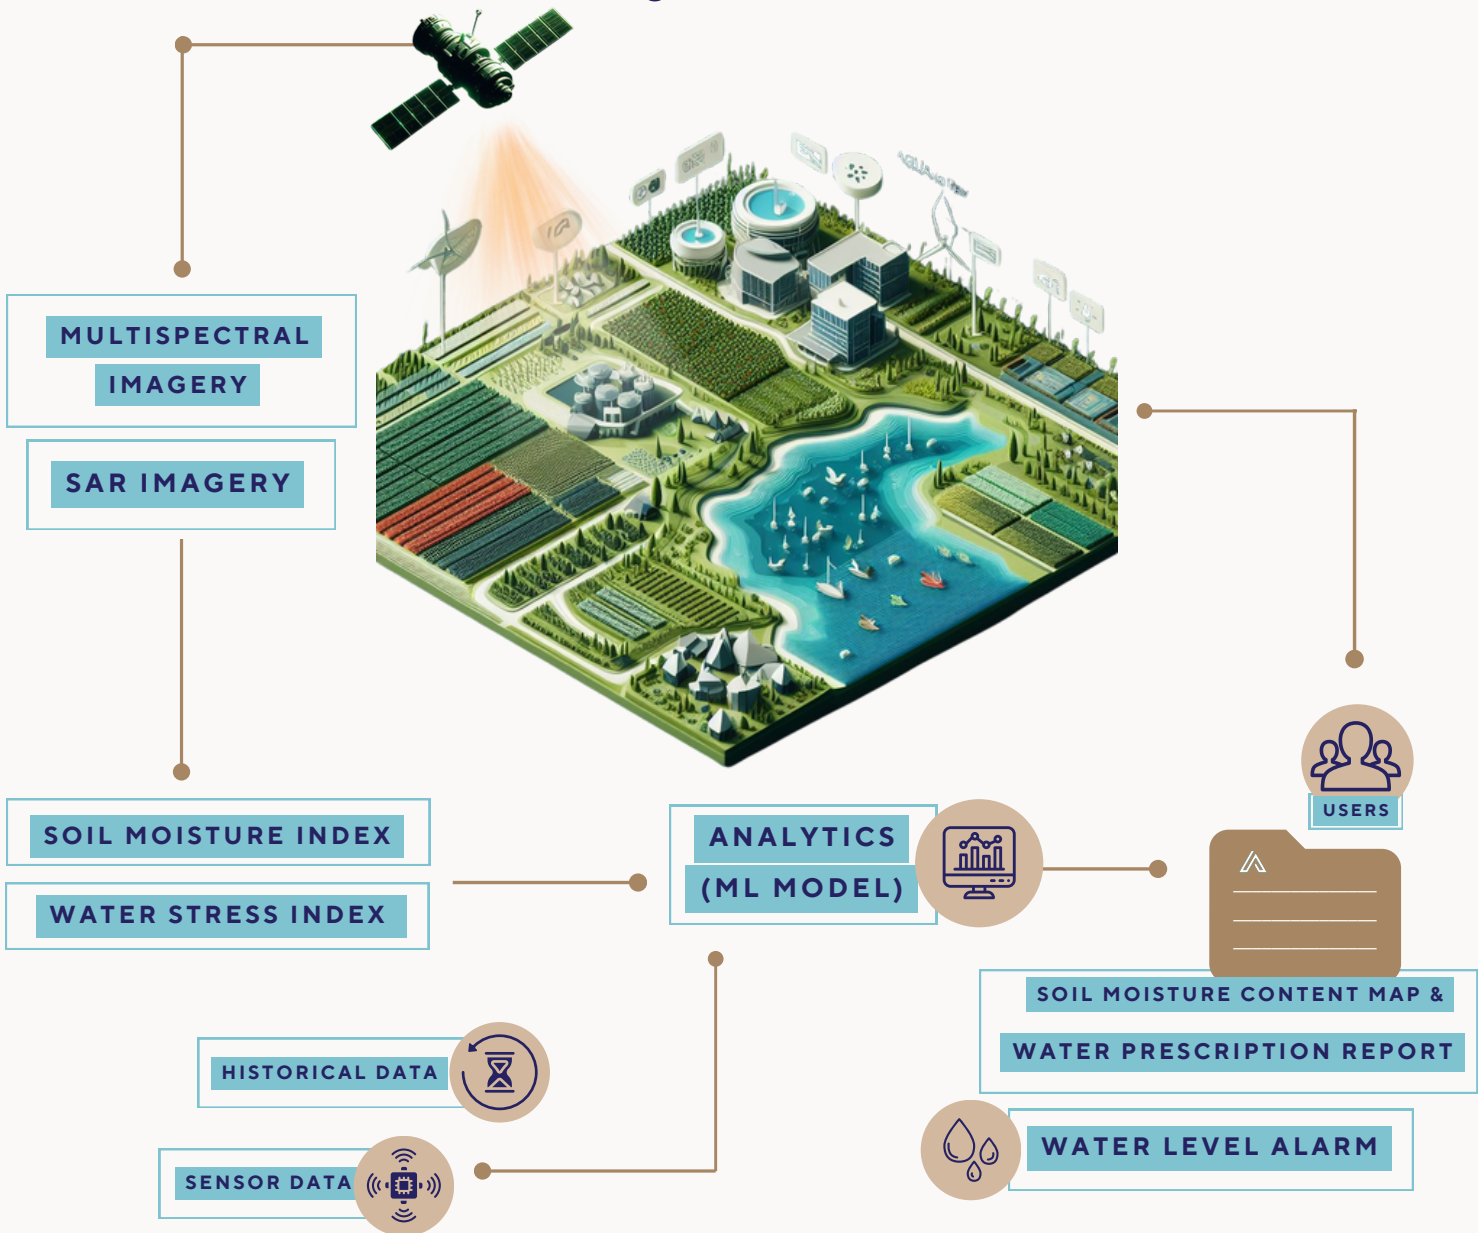 MULTISPECTRAL
IMAGERY
SAR IMAGERY
SOIL MOISTURE INDEX
WATER STRESS INDEX
ANALYTICS
(ML MODEL)
USERS
SOIL MOISTURE CONTENT MAP &
WATER PRESCRIPTION REPORT
HISTORICAL DATA
WATER LEVEL ALARM
SENSOR DATA